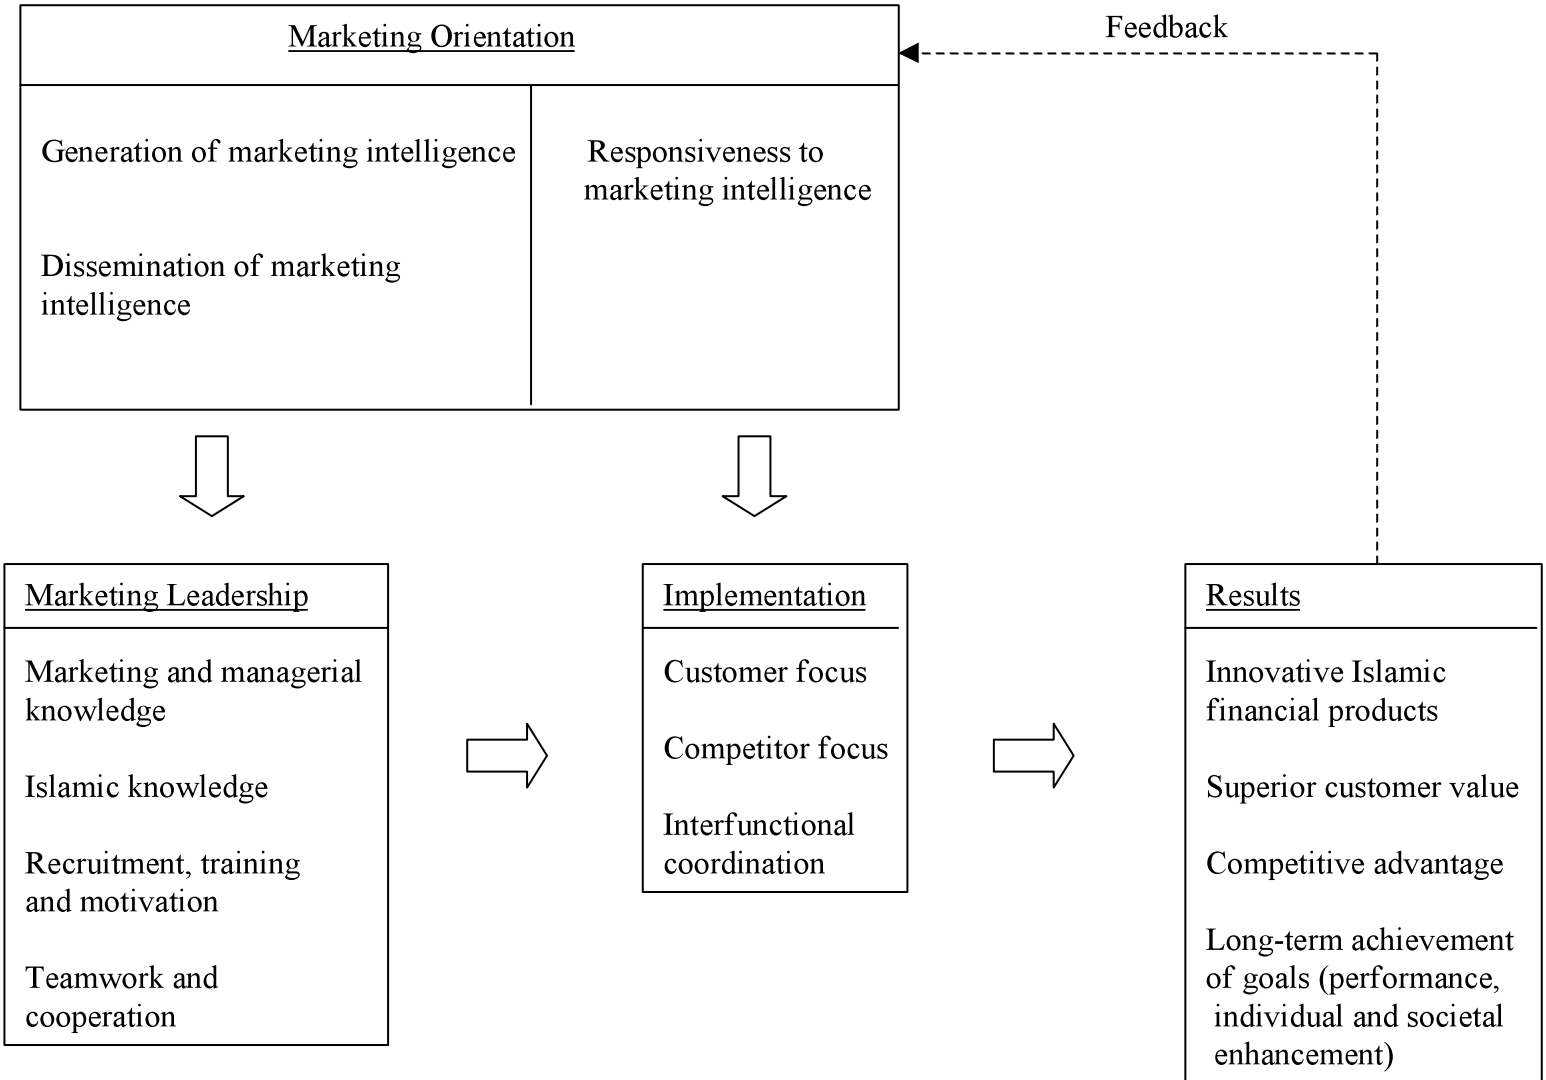 Marketing Orientation
Feedback
Generation of marketing intelligence
Dissemination of marketing
intelligence
Responsiveness to
marketing intelligence
Marketing Leadership
Marketing and managerial
knowledge
Islamic knowledge
Recruitment, training
and motivation
Teamwork and
cooperation
Implementation
Customer focus
Competitor focus
Interfunctional
coordination
Results
Innovative Islamic
financial products
Superior customer value
Competitive advantage
Long-term achievement
of goals (performance,
individual and societal
enhancement)